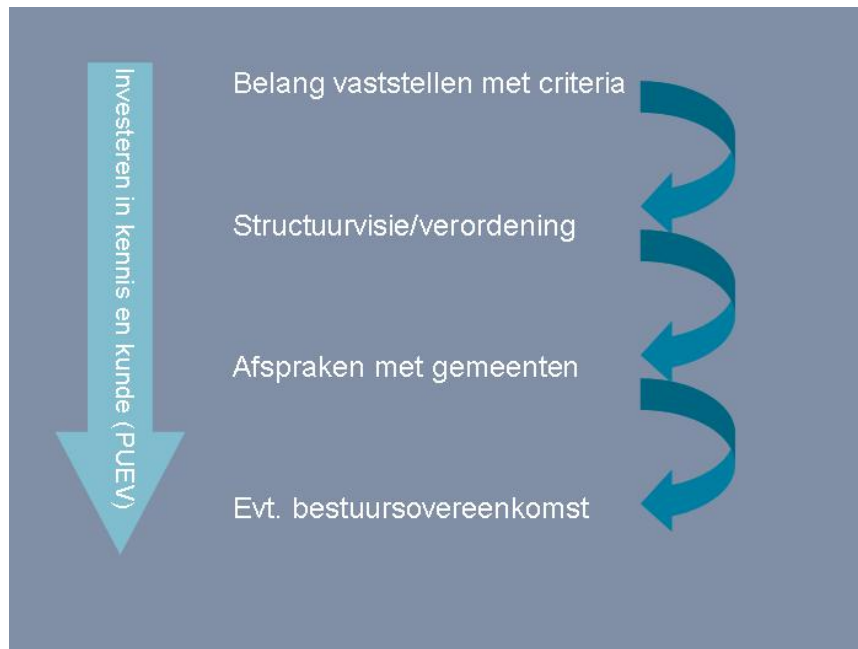 Investeren in kennis en kunde (PUEV)
Belang vaststellen met criteria
Structuurvisie/verordening
Afspraken met gemeenten
Evt. bestuursovereenkomst